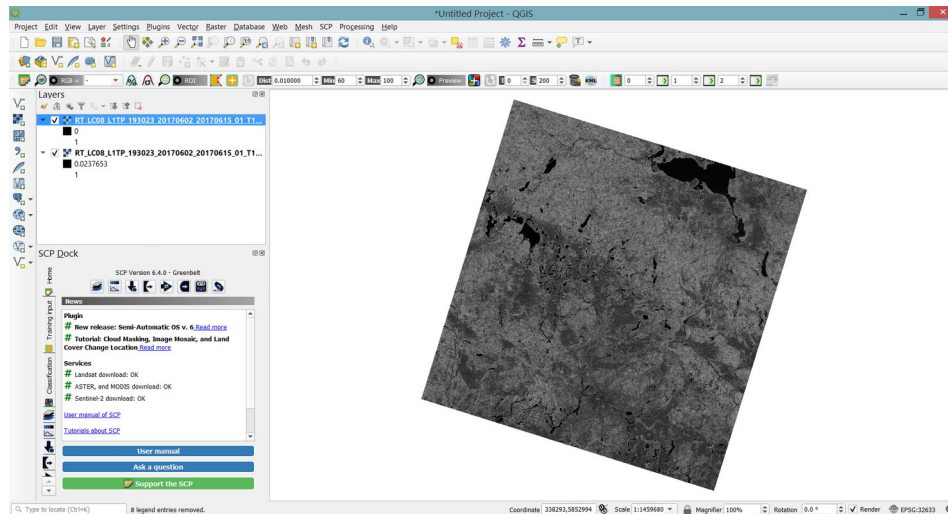 *Untitled Project - QGIS
Project Edit View Layer Settings Plugins Vector Raster Database Web Mesh SCP Processing Help
RGB = - ROI Dist 0.010000 Min 60 Max 100 Preview T 0 S 200 KML 0 1 2
Layers
RT_LC08_L1TP_193023_20170602_20170615_01_T1...
0
1
RT_LC08_L1TP_193023_20170602_20170615_01_T1...
0.0237653
1
SCP Dock
Home
Training input
Classification
SCP Version 6.4.0 - Greenbelt
News
Plugin
# New release: Semi-Automatic OS v. 6 Read more
# Tutorial: Cloud Masking, Image Mosaic, and Land
Cover Change Location Read more
Services
# Landsat download: OK
# ASTER, and MODIS download: OK
# Sentinel-2 download: OK
User manual of SCP
Tutorials about SCP
User manual
Ask a question
Support the SCP
Type to locate (Ctrl+K) 8 legend entries removed. Coordinate 338293,5852994 Scale 1:1459680 Magnifier 100% Rotation 0.0 ° Render EPSG:32633